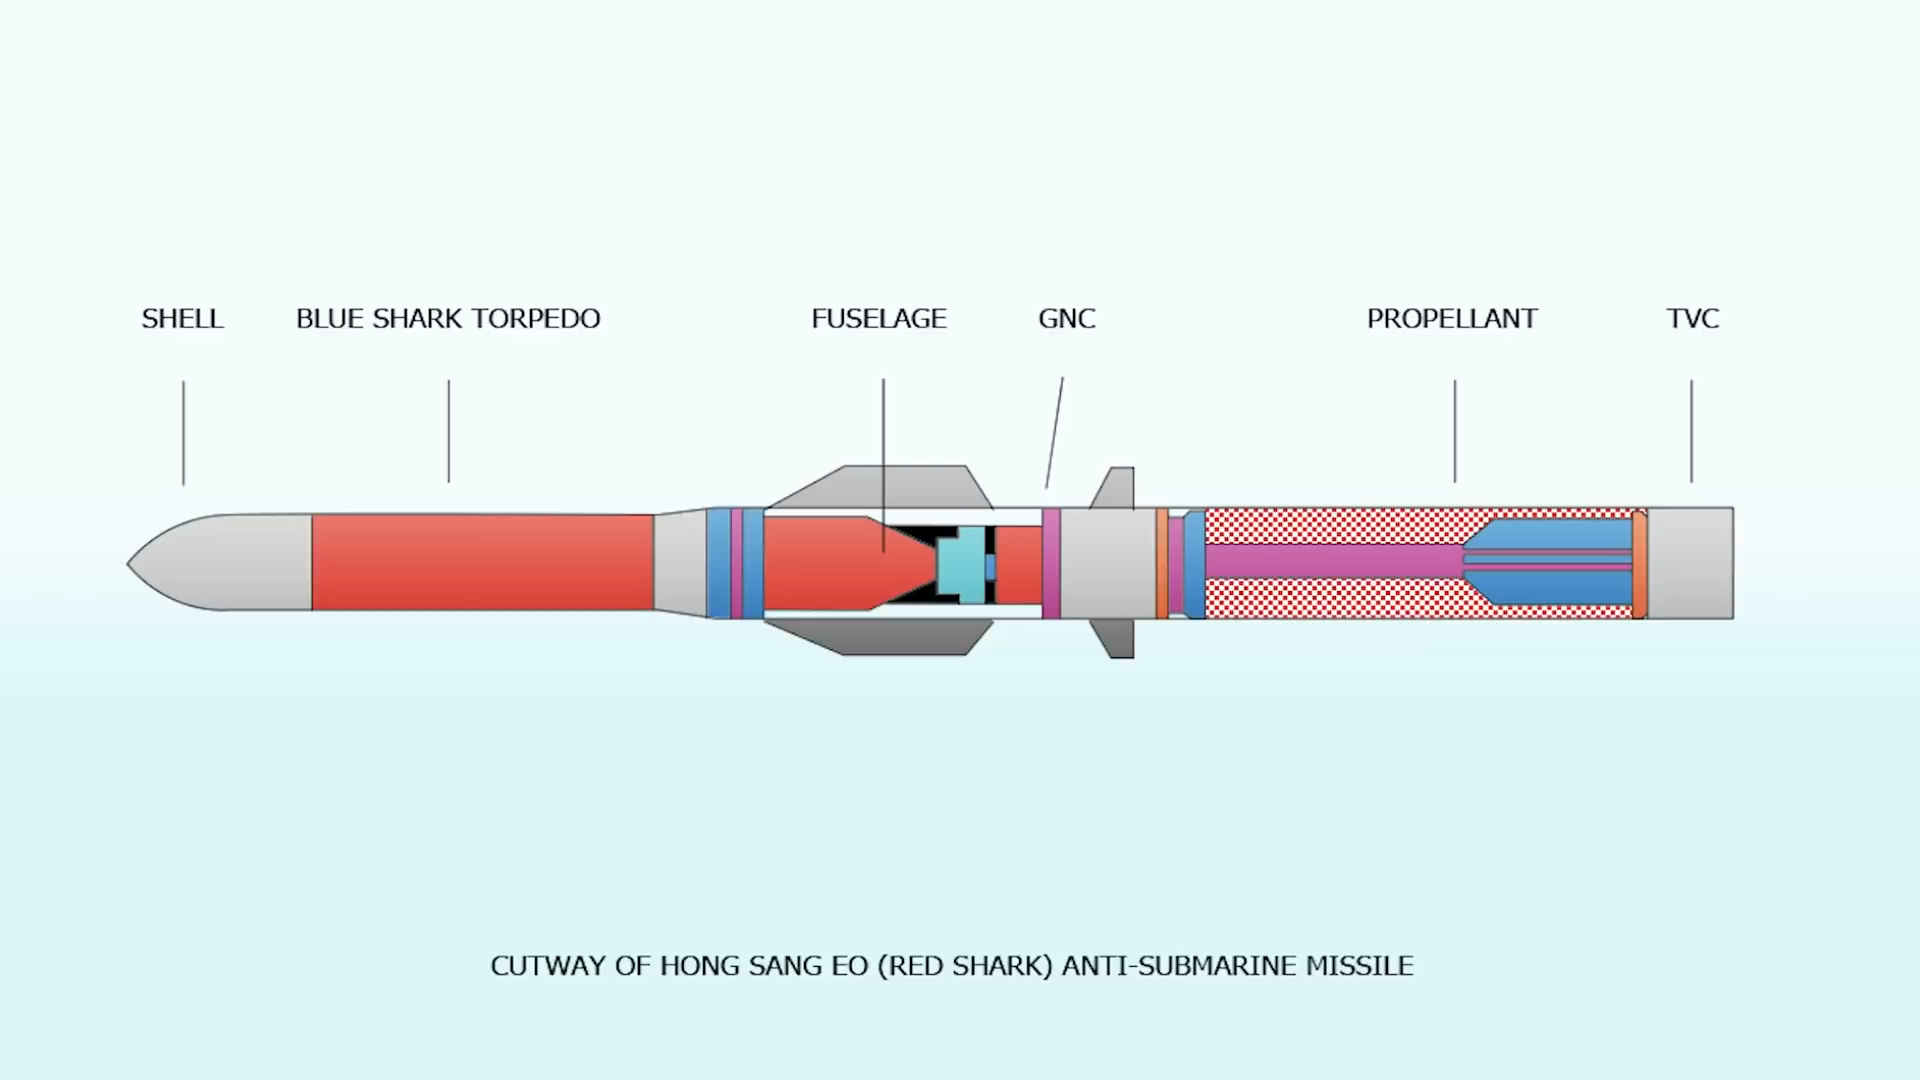 SHELL
BLUE SHARK TORPEDO
FUSELAGE
GNC
PROPELLANT
TVC
CUTWAY OF HONG SANG EO (RED SHARK) ANTI-SUBMARINE MISSILE